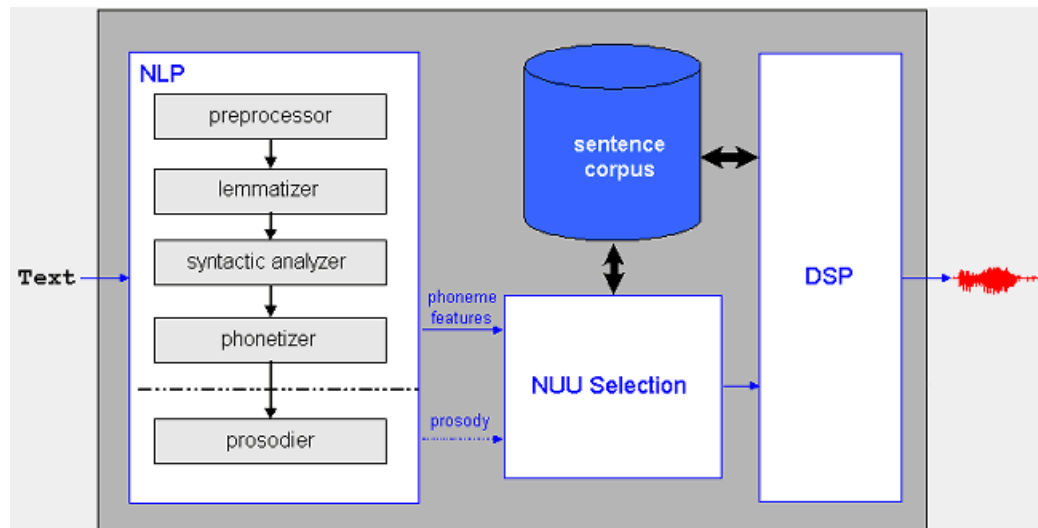 NLP
preprocessor
lemmatizer
syntactic analyzer
phonetizer
prosodier
Text
phoneme
features
prosody
sentence
corpus
NUU Selection
DSP